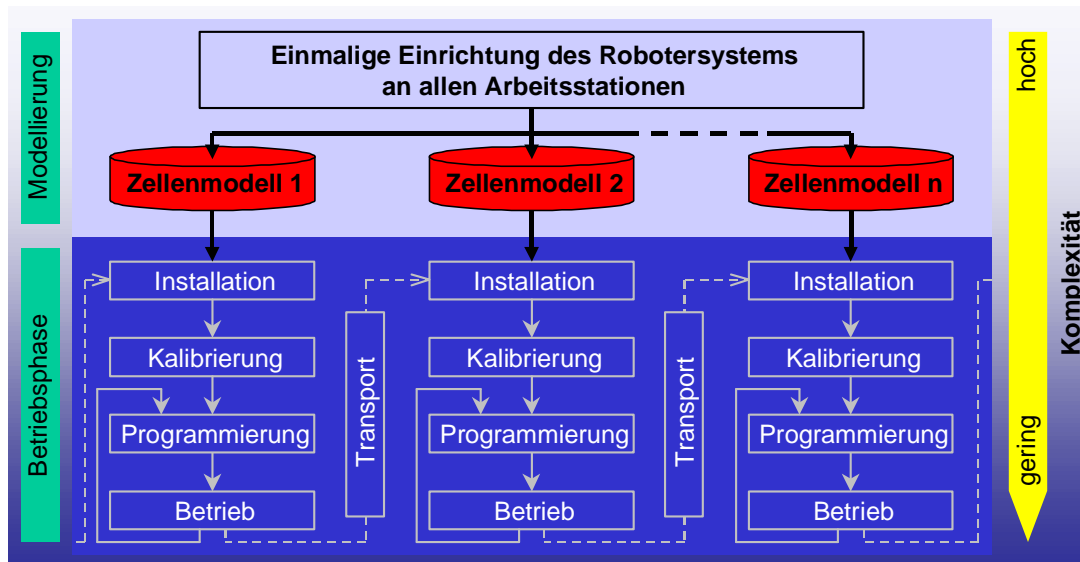 Einmalige Einrichtung des Robotersystems
an allen Arbeitsstationen
Modellierung
hoch
Zellenmodell 1
Zellenmodell 2
Zellenmodell n
Komplexität
Betriebsphase
Installation
Installation
Installation
Kalibrierung
Kalibrierung
Kalibrierung
Transport
Transport
Programmierung
Programmierung
Programmierung
gering
Betrieb
Betrieb
Betrieb